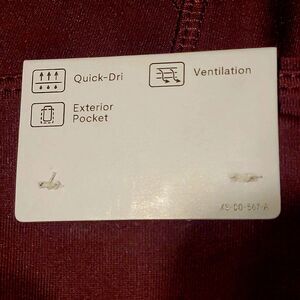 Quick-Dri
Ventilation
Exterior
Pocket